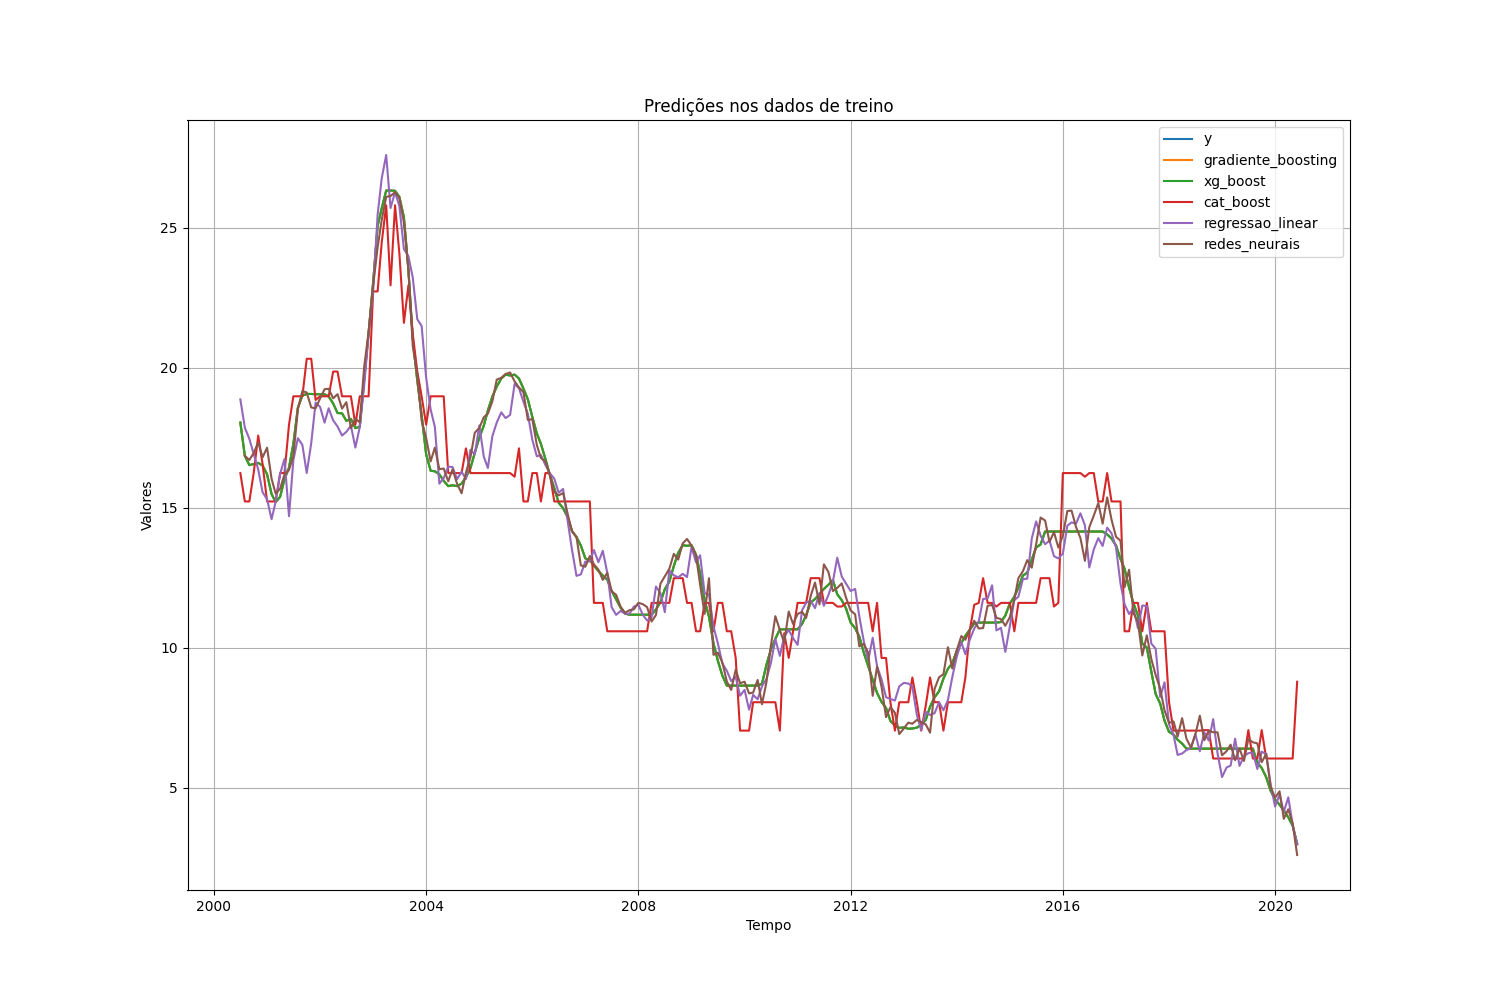 Predições nos dados de treino
y
gradiente_boosting
xg_boost
cat_boost
regressao_linear
redes_neurais
25
20
15
10
5
Valores
2000 2004 2008 2012 2016 2020
Tempo